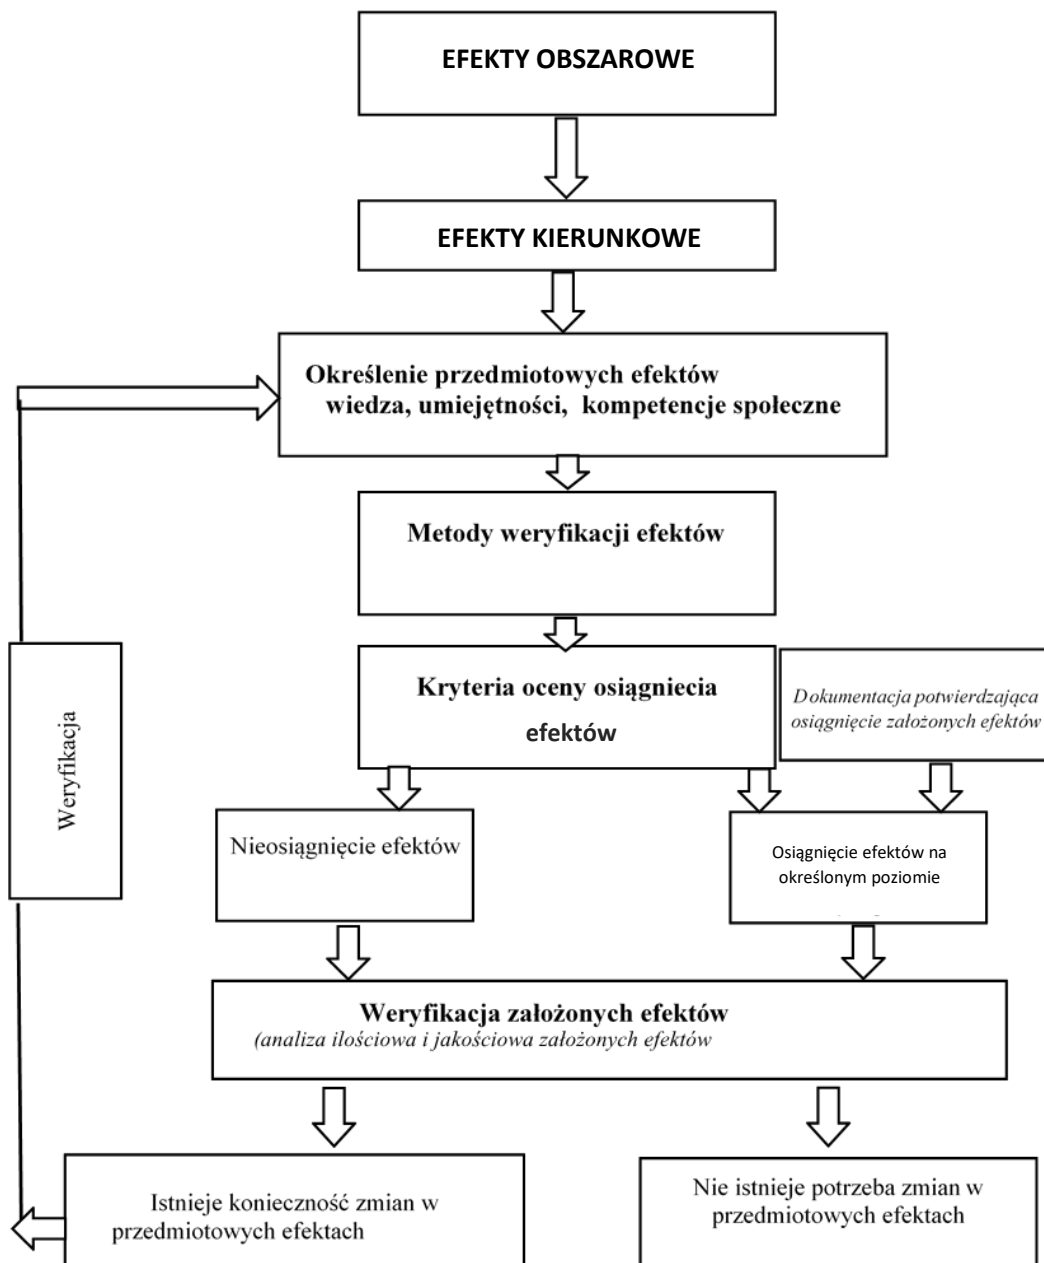 EFEKTY OBSZAROWE
EFEKTY KIERUNKOWE
Określenie przedmiotowych efektów
wiedza, umiejętności, kompetencje społeczne
Metody weryfikacji efektów
Kryteria oceny osiągniecia
efektów
Dokumentacja potwierdzająca
osiągnięcie założonych efektów
Weryfikacja
Nieosiągnięcie efektów
Osiągnięcie efektów na
określonym poziomie
Weryfikacja założonych efektów
(analiza ilościowa i jakościowa założonych efektów
Istnieje konieczność zmian w
przedmiotowych efektach
Nie istnieje potrzeba zmian w
przedmiotowych efektach